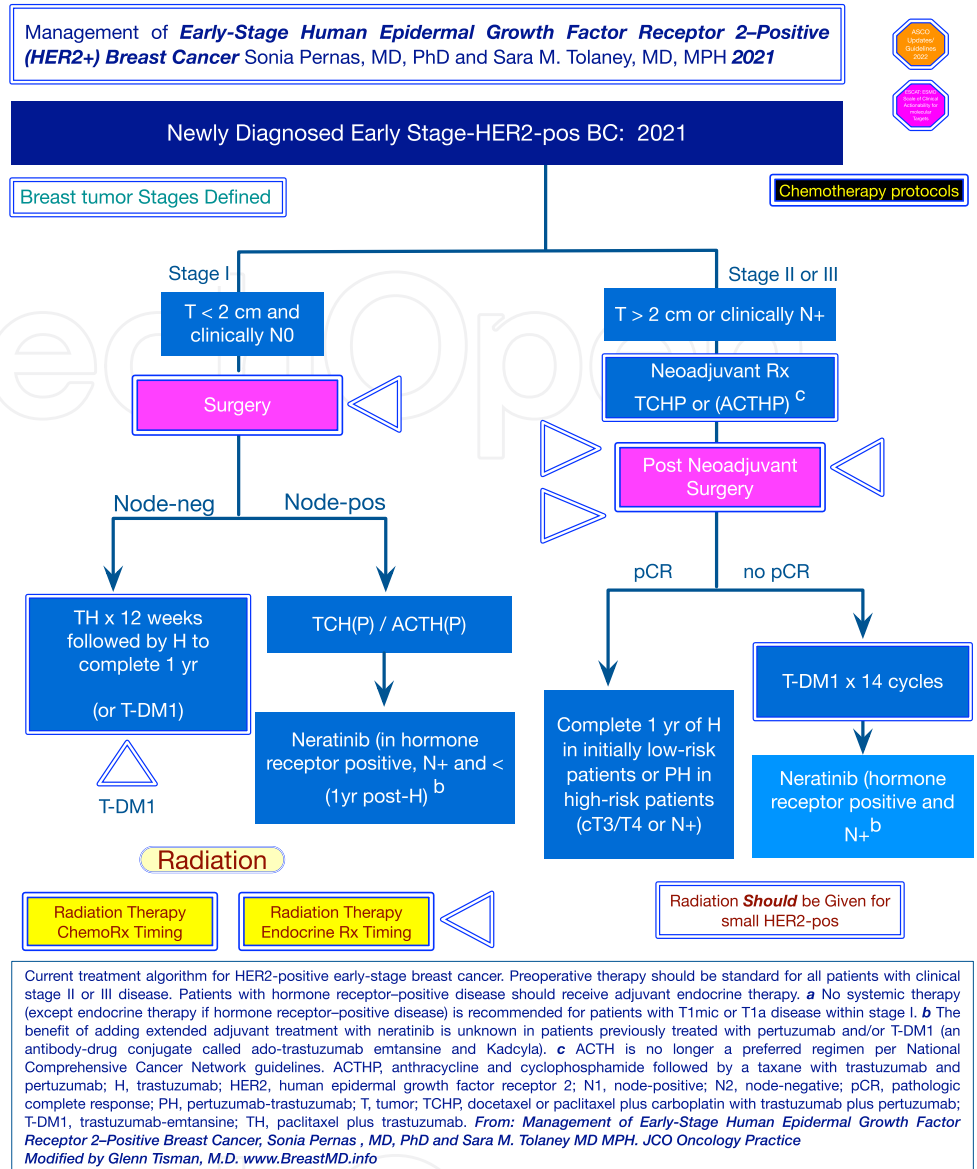 Management of Early-Stage Human Epidermal Growth Factor Receptor 2–Positive
(HER2+) Breast Cancer Sonia Pernas, MD, PhD and Sara M. Tolaney, MD, MPH 2021
ASCO
Updates/
Guidelines
2022
ESCAT: ESMO
Scale of Clinical
Actionability for
molecular
Targets
Newly Diagnosed Early Stage-HER2-pos BC: 2021
Breast tumor Stages Defined
Chemotherapy protocols
Stage I
Stage II or III
T < 2 cm and
clinically N0
T > 2 cm or clinically N+
Surgery
Neoadjuvant Rx
TCHP or (ACTHP) c
Post Neoadjuvant
Surgery
Node-neg
Node-pos
pCR
no pCR
TH x 12 weeks
followed by H to
complete 1 yr
(or T-DM1)
TCH(P) / ACTH(P)
T-DM1 x 14 cycles
Neratinib (in hormone
receptor positive, N+ and <
(1yr post-H) b
Complete 1 yr of H
in initially low-risk
patients or PH in
high-risk patients
(cT3/T4 or N+)
Neratinib (hormone
receptor positive and
N+b
T-DM1
Radiation
Radiation Therapy
ChemoRx Timing
Radiation Therapy
Endocrine Rx Timing
Radiation Should be Given for
small HER2-pos
Current treatment algorithm for HER2-positive early-stage breast cancer. Preoperative therapy should be standard for all patients with clinical
stage II or III disease. Patients with hormone receptor–positive disease should receive adjuvant endocrine therapy. a No systemic therapy
(except endocrine therapy if hormone receptor–positive disease) is recommended for patients with T1mic or T1a disease within stage I. b The
benefit of adding extended adjuvant treatment with neratinib is unknown in patients previously treated with pertuzumab and/or T-DM1 (an
antibody-drug conjugate called ado-trastuzumab emtansine and Kadcyla). c ACTH is no longer a preferred regimen per National
Comprehensive Cancer Network guidelines. ACTHP, anthracycline and cyclophosphamide followed by a taxane with trastuzumab and
pertuzumab; H, trastuzumab; HER2, human epidermal growth factor receptor 2; N1, node-positive; N2, node-negative; pCR, pathologic
complete response; PH, pertuzumab-trastuzumab; T, tumor; TCHP, docetaxel or paclitaxel plus carboplatin with trastuzumab plus pertuzumab;
T-DM1, trastuzumab-emtansine; TH, paclitaxel plus trastuzumab. From: Management of Early-Stage Human Epidermal Growth Factor
Receptor 2–Positive Breast Cancer, Sonia Pernas , MD, PhD and Sara M. Tolaney MD MPH. JCO Oncology Practice
Modified by Glenn Tisman, M.D. www.BreastMD.info